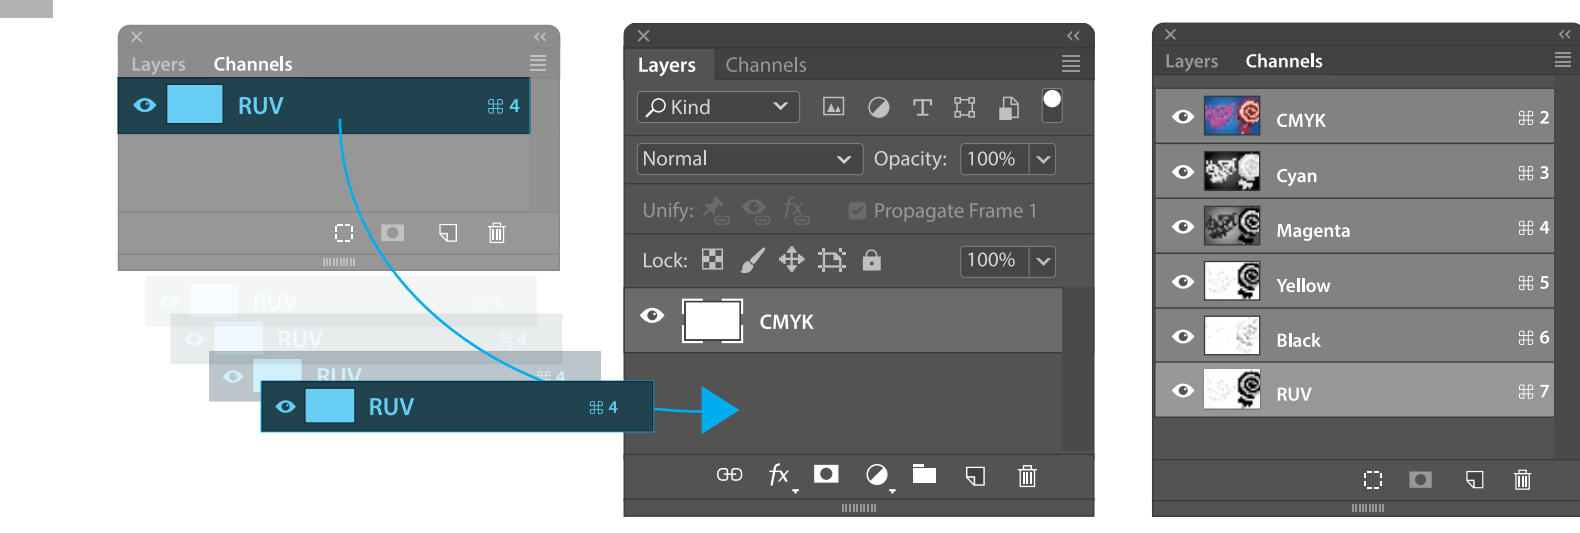 Layers Channels
RUV ⌘ 4
RUV ⌘ 4
RUV ⌘ 4
RUV ⌘ 4
RUV ⌘ 4
Layers Channels
Kind
Normal Opacity: 100%
Unify: Propagate Frame 1
Lock: 100%
CMYK
fx
Layers Channels
CMYK ⌘ 2
Cyan ⌘ 3
Magenta ⌘ 4
Yellow ⌘ 5
Black ⌘ 6
RUV ⌘ 7